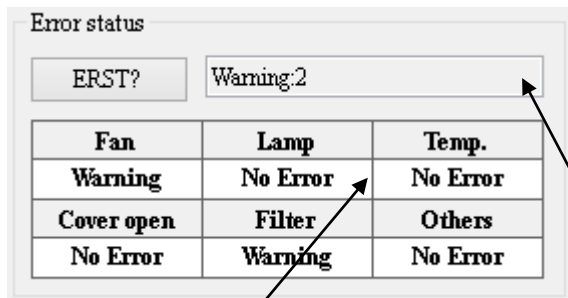 Error status
ERST? Warning:2
Fan Lamp Temp.
Warning No Error No Error
Cover open Filter Others
No Error Warning No Error